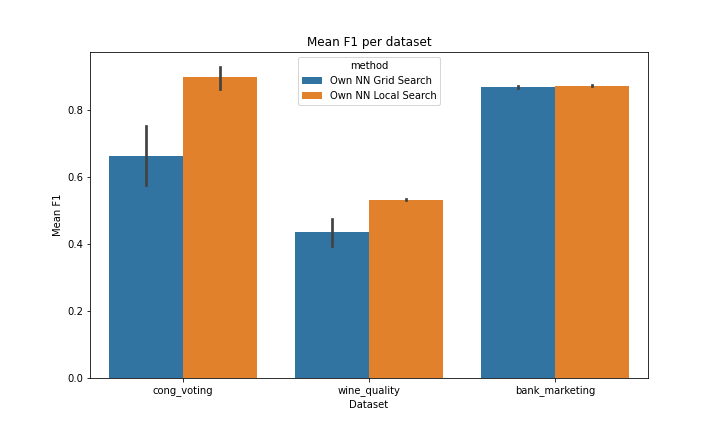 Mean F1 per dataset
method
Own NN Grid Search
Own NN Local Search
Mean F1
0.8
0.6
0.4
0.2
0.0
cong_voting
wine_quality
bank_marketing
Dataset